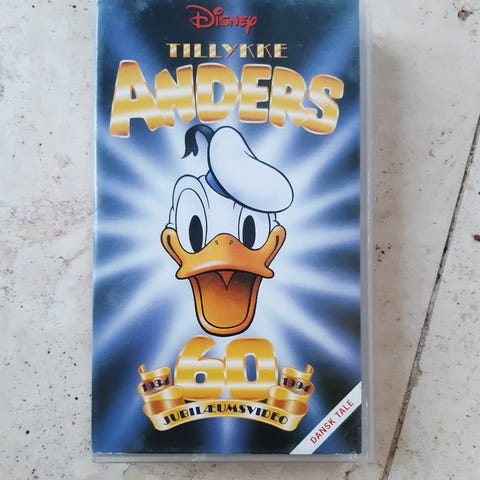 Disney
TILLYKKE
ANDERS
60
1934 1994
JUBILÆUMSVIDEO
DANSK TALE